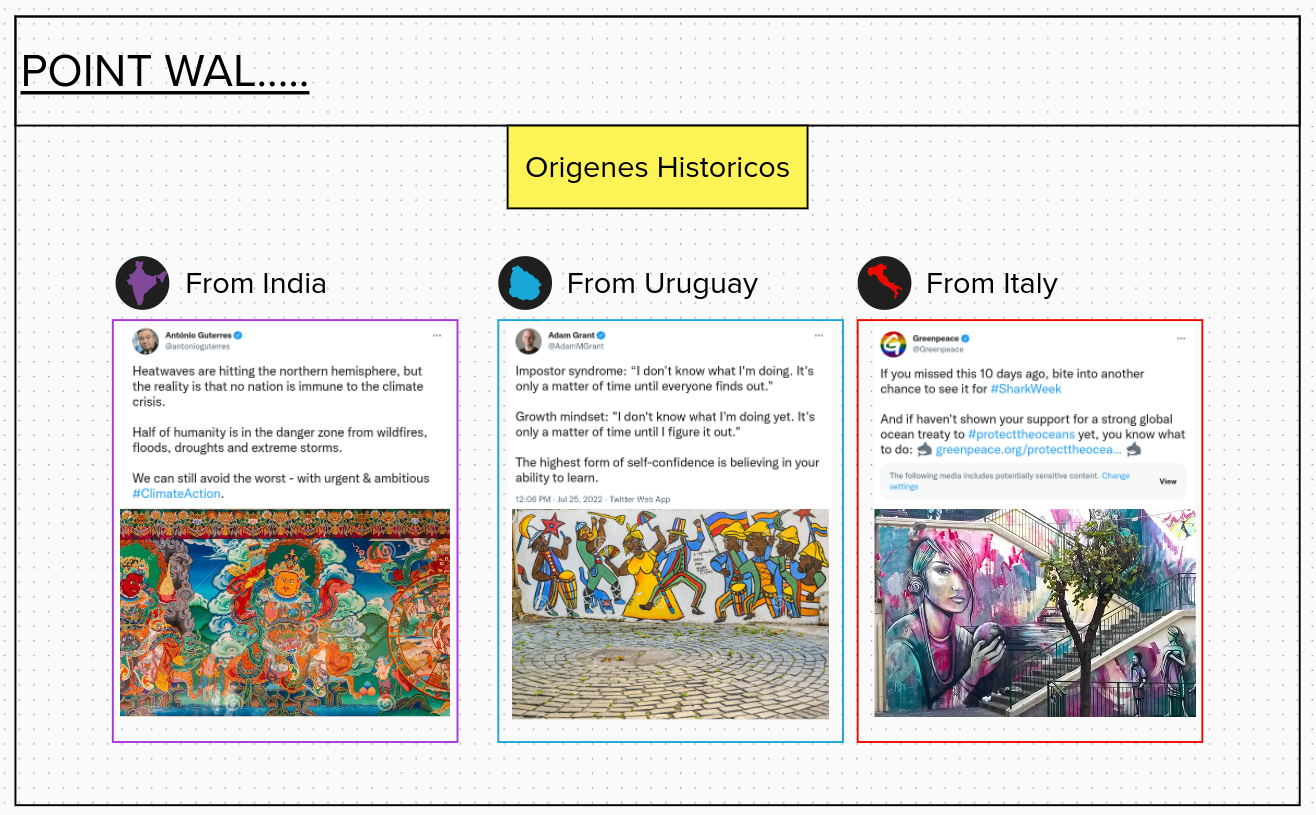 POINT WAL.....
Origenes Historicos
From India
António Guterres
@antonioguterres
Heatwaves are hitting the northern hemisphere, but
the reality is that no nation is immune to the climate
crisis.
Half of humanity is in the danger zone from wildfires,
floods, droughts and extreme storms.
We can still avoid the worst - with urgent & ambitious
#ClimateAction.
From Uruguay
Adam Grant
@AdamMGrant
Impostor syndrome: “I don't know what I'm doing. It's
only a matter of time until everyone finds out.”
Growth mindset: "I don't know what I'm doing yet. It's
only a matter of time until I figure it out."
The highest form of self-confidence is believing in your
ability to learn.
12:06 PM · Jul 25, 2022 · Twitter Web App
From Italy
Greenpeace
@Greenpeace
If you missed this 10 days ago, bite into another
chance to see it for #SharkWeek
And if haven't shown your support for a strong global
ocean treaty to #protecttheoceans yet, you know what
to do: greenpeace.org/protecttheocea...
The following media includes potentially sensitive content. Change
settings
View